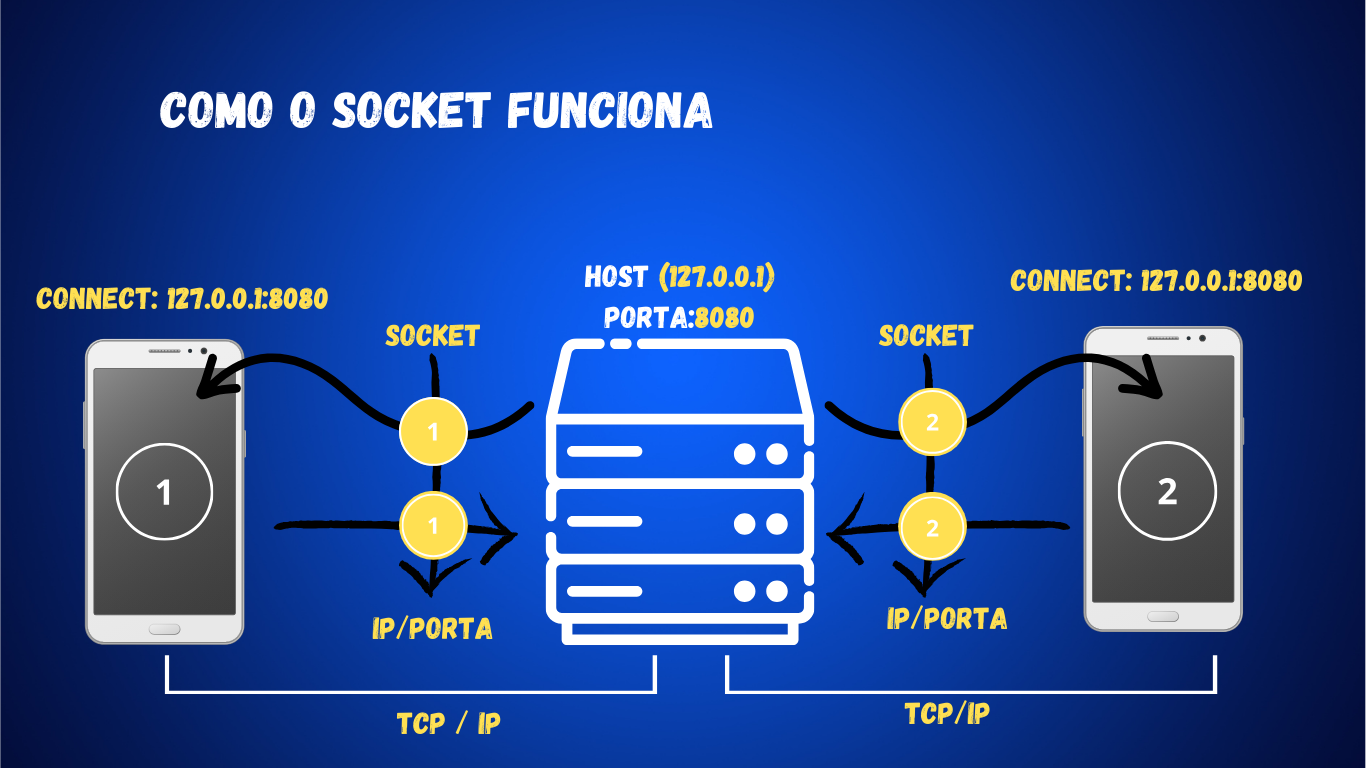 COMO O SOCKET FUNCIONA
HOST (127.0.0.1)
PORTA:8080
CONNECT: 127.0.0.1:8080
CONNECT: 127.0.0.1:8080
SOCKET
SOCKET
1
2
1
2
1
2
1
2
IP/PORTA
IP/PORTA
TCP / IP
TCP/IP